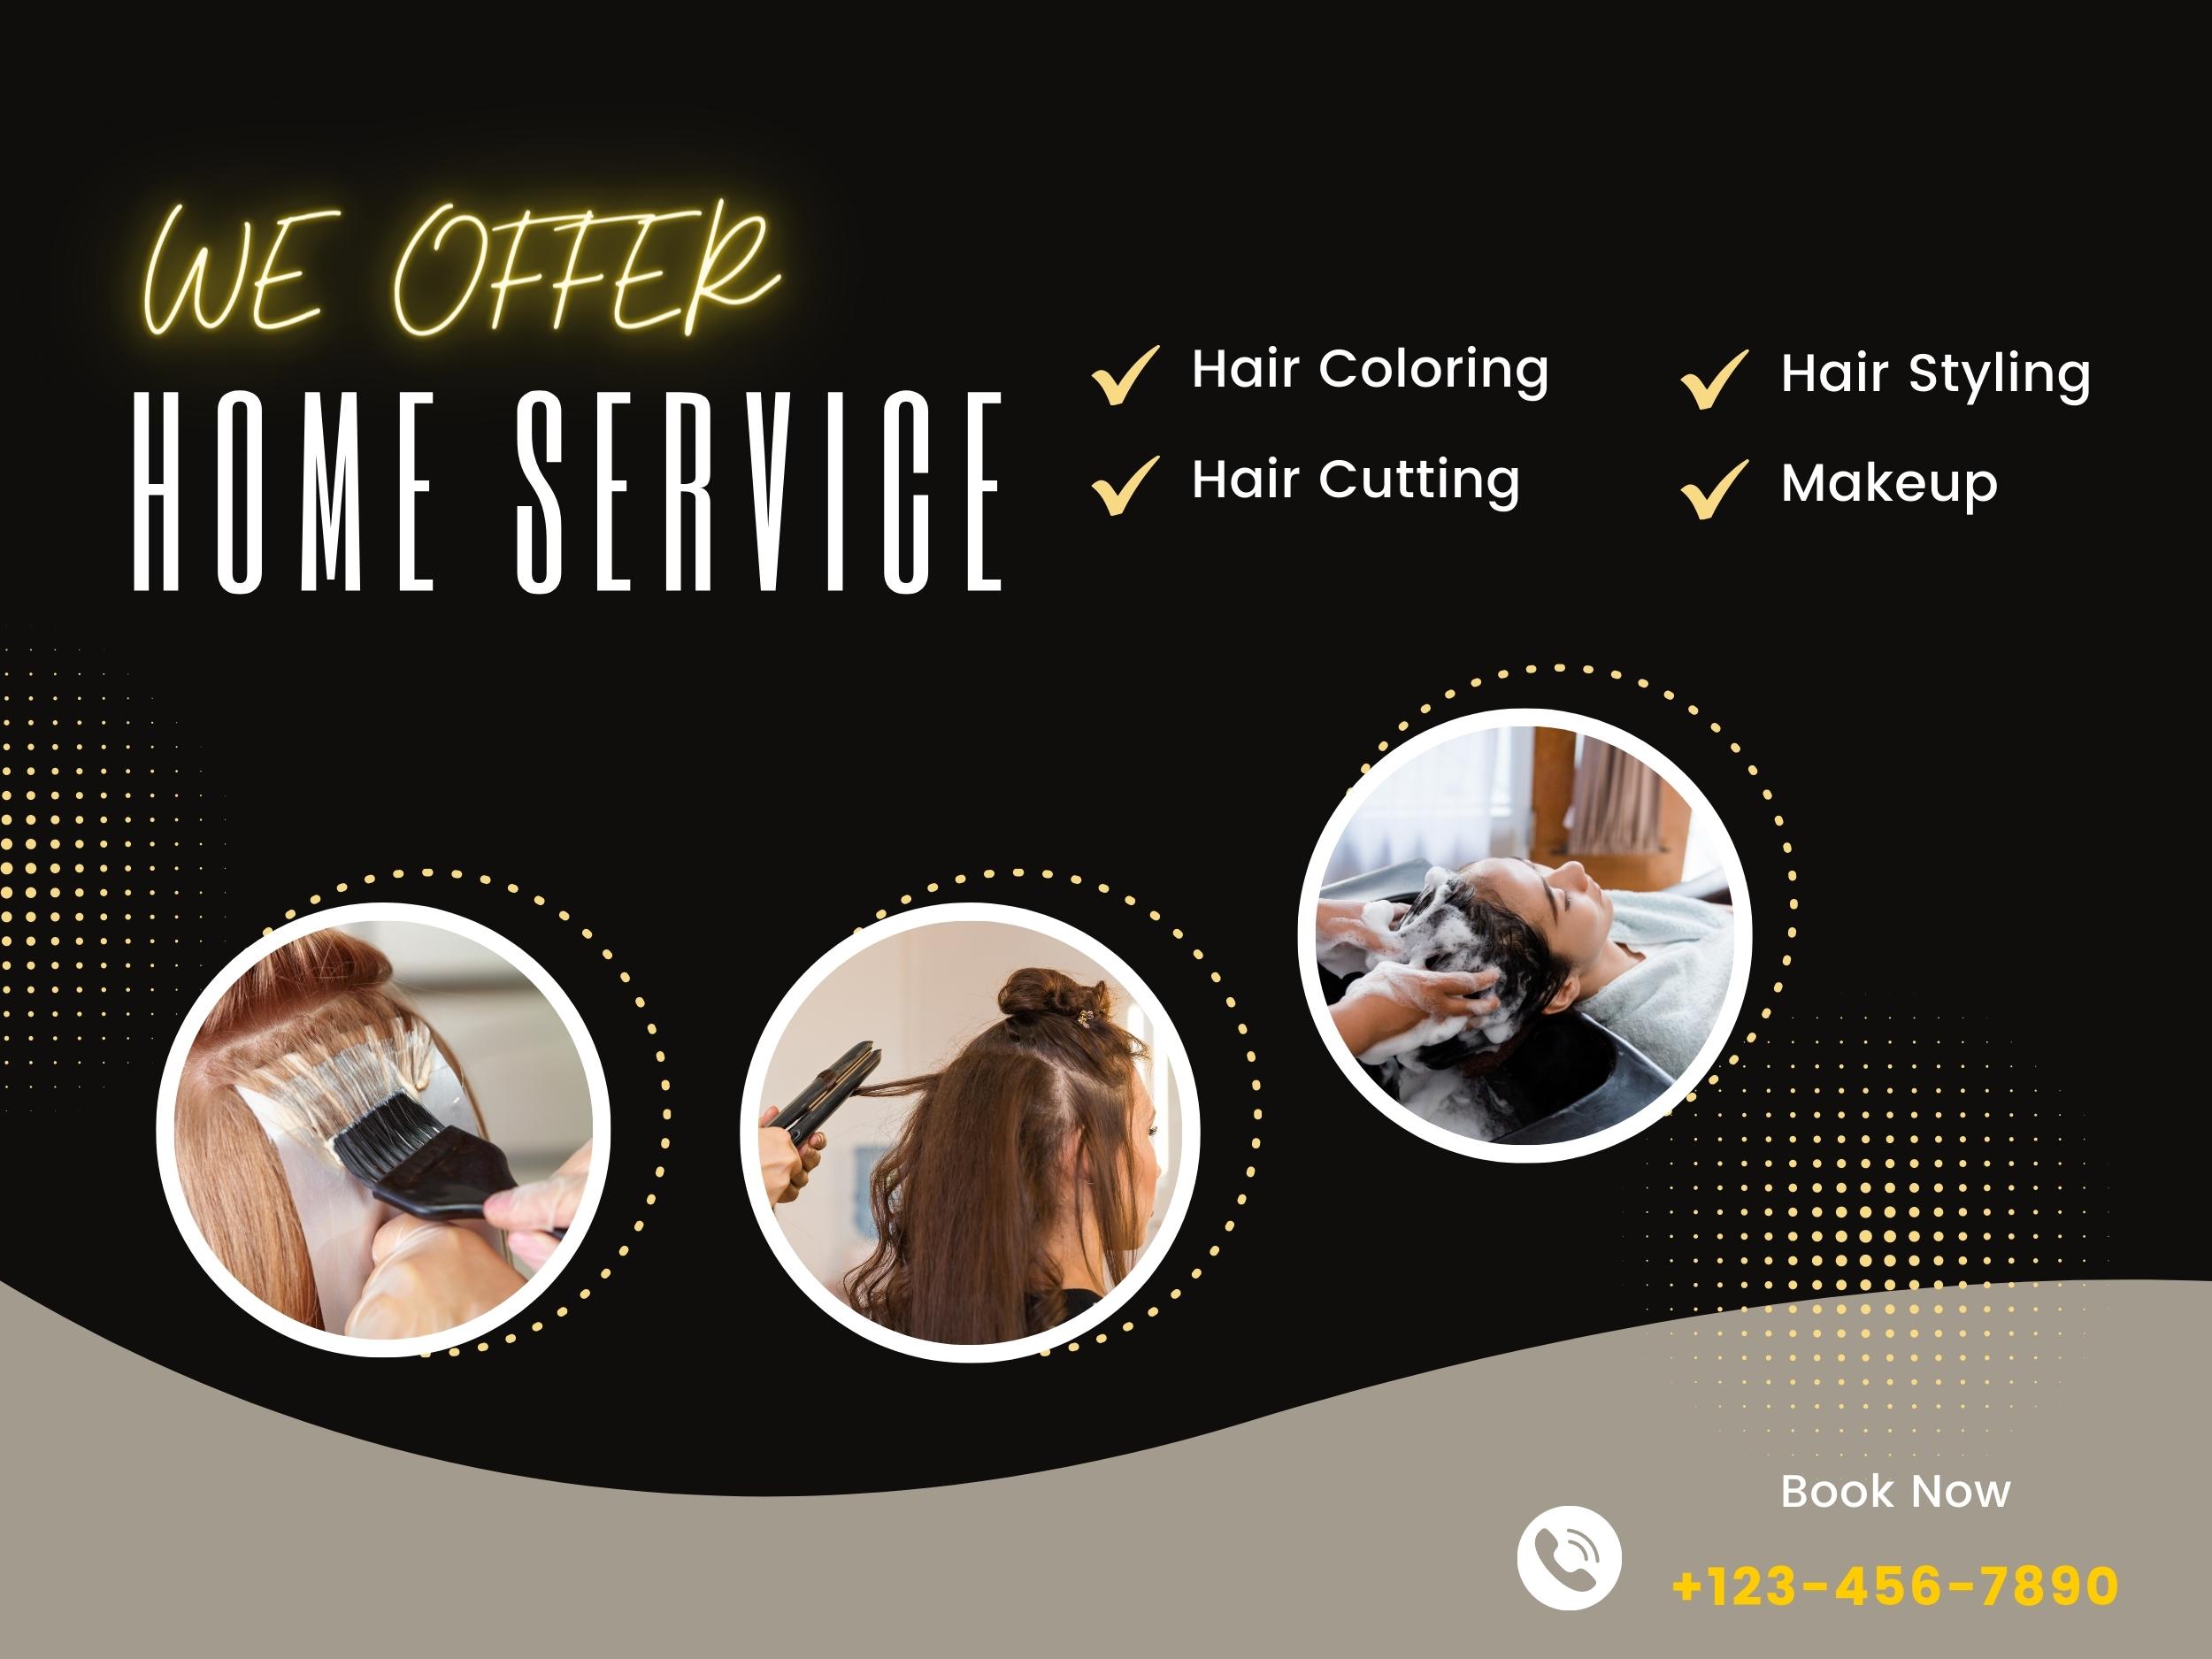 WE OFFER
HOME SERVICE
Hair Coloring
Hair Styling
Hair Cutting
Makeup
Book Now
+123-456-7890